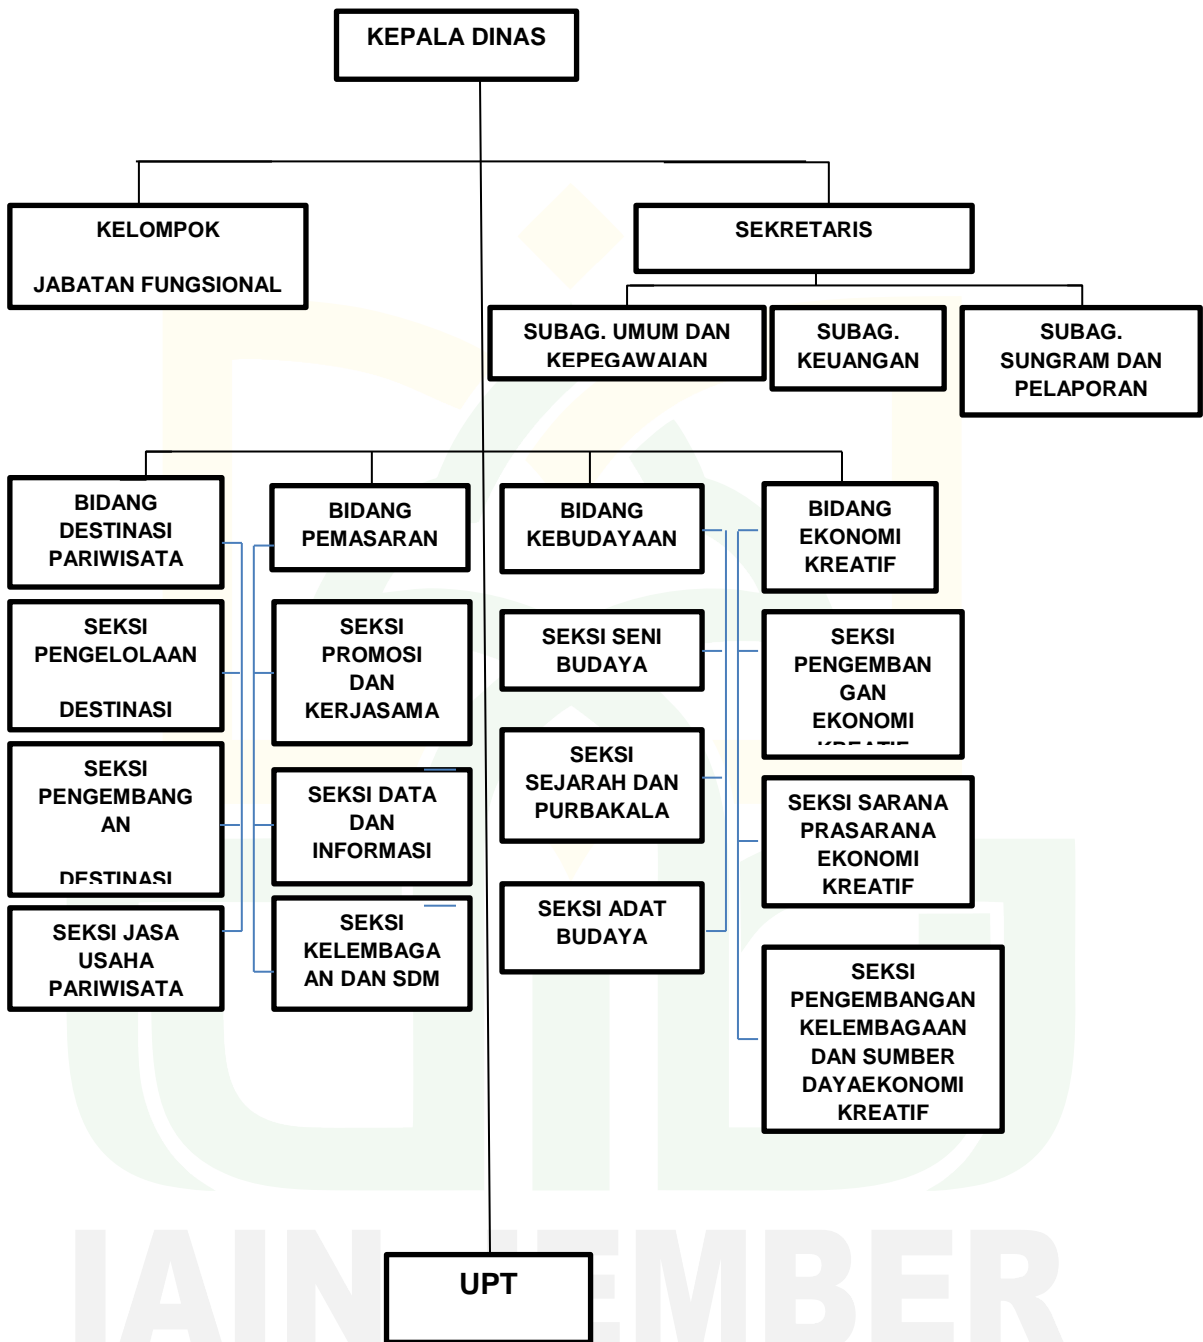 KEPALA DINAS
KELOMPOK
JABATAN FUNGSIONAL
SEKRETARIS
SUBAG. UMUM DAN
KEPEGAWAIAN
SUBAG.
KEUANGAN
SUBAG.
SUNGRAM DAN
PELAPORAN
BIDANG
DESTINASI
PARIWISATA
BIDANG
PEMASARAN
BIDANG
KEBUDAYAAN
BIDANG
EKONOMI
KREATIF
SEKSI
PENGELOLAAN
DESTINASI
SEKSI
PROMOSI
DAN
KERJASAMA
SEKSI SENI
BUDAYA
SEKSI
PENGEMBAN
GAN
EKONOMI
KREATIF
SEKSI
PENGEMBANG
AN
DESTINASI
SEKSI DATA
DAN
INFORMASI
SEKSI
SEJARAH DAN
PURBAKALA
SEKSI SARANA
PRASARANA
EKONOMI
KREATIF
SEKSI JASA
USAHA
PARIWISATA
SEKSI
KELEMBAGA
AN DAN SDM
SEKSI ADAT
BUDAYA
SEKSI
PENGEMBANGAN
KELEMBAGAAN
DAN SUMBER
DAYAEKONOMI
KREATIF
UPT
IAIN JEMBER